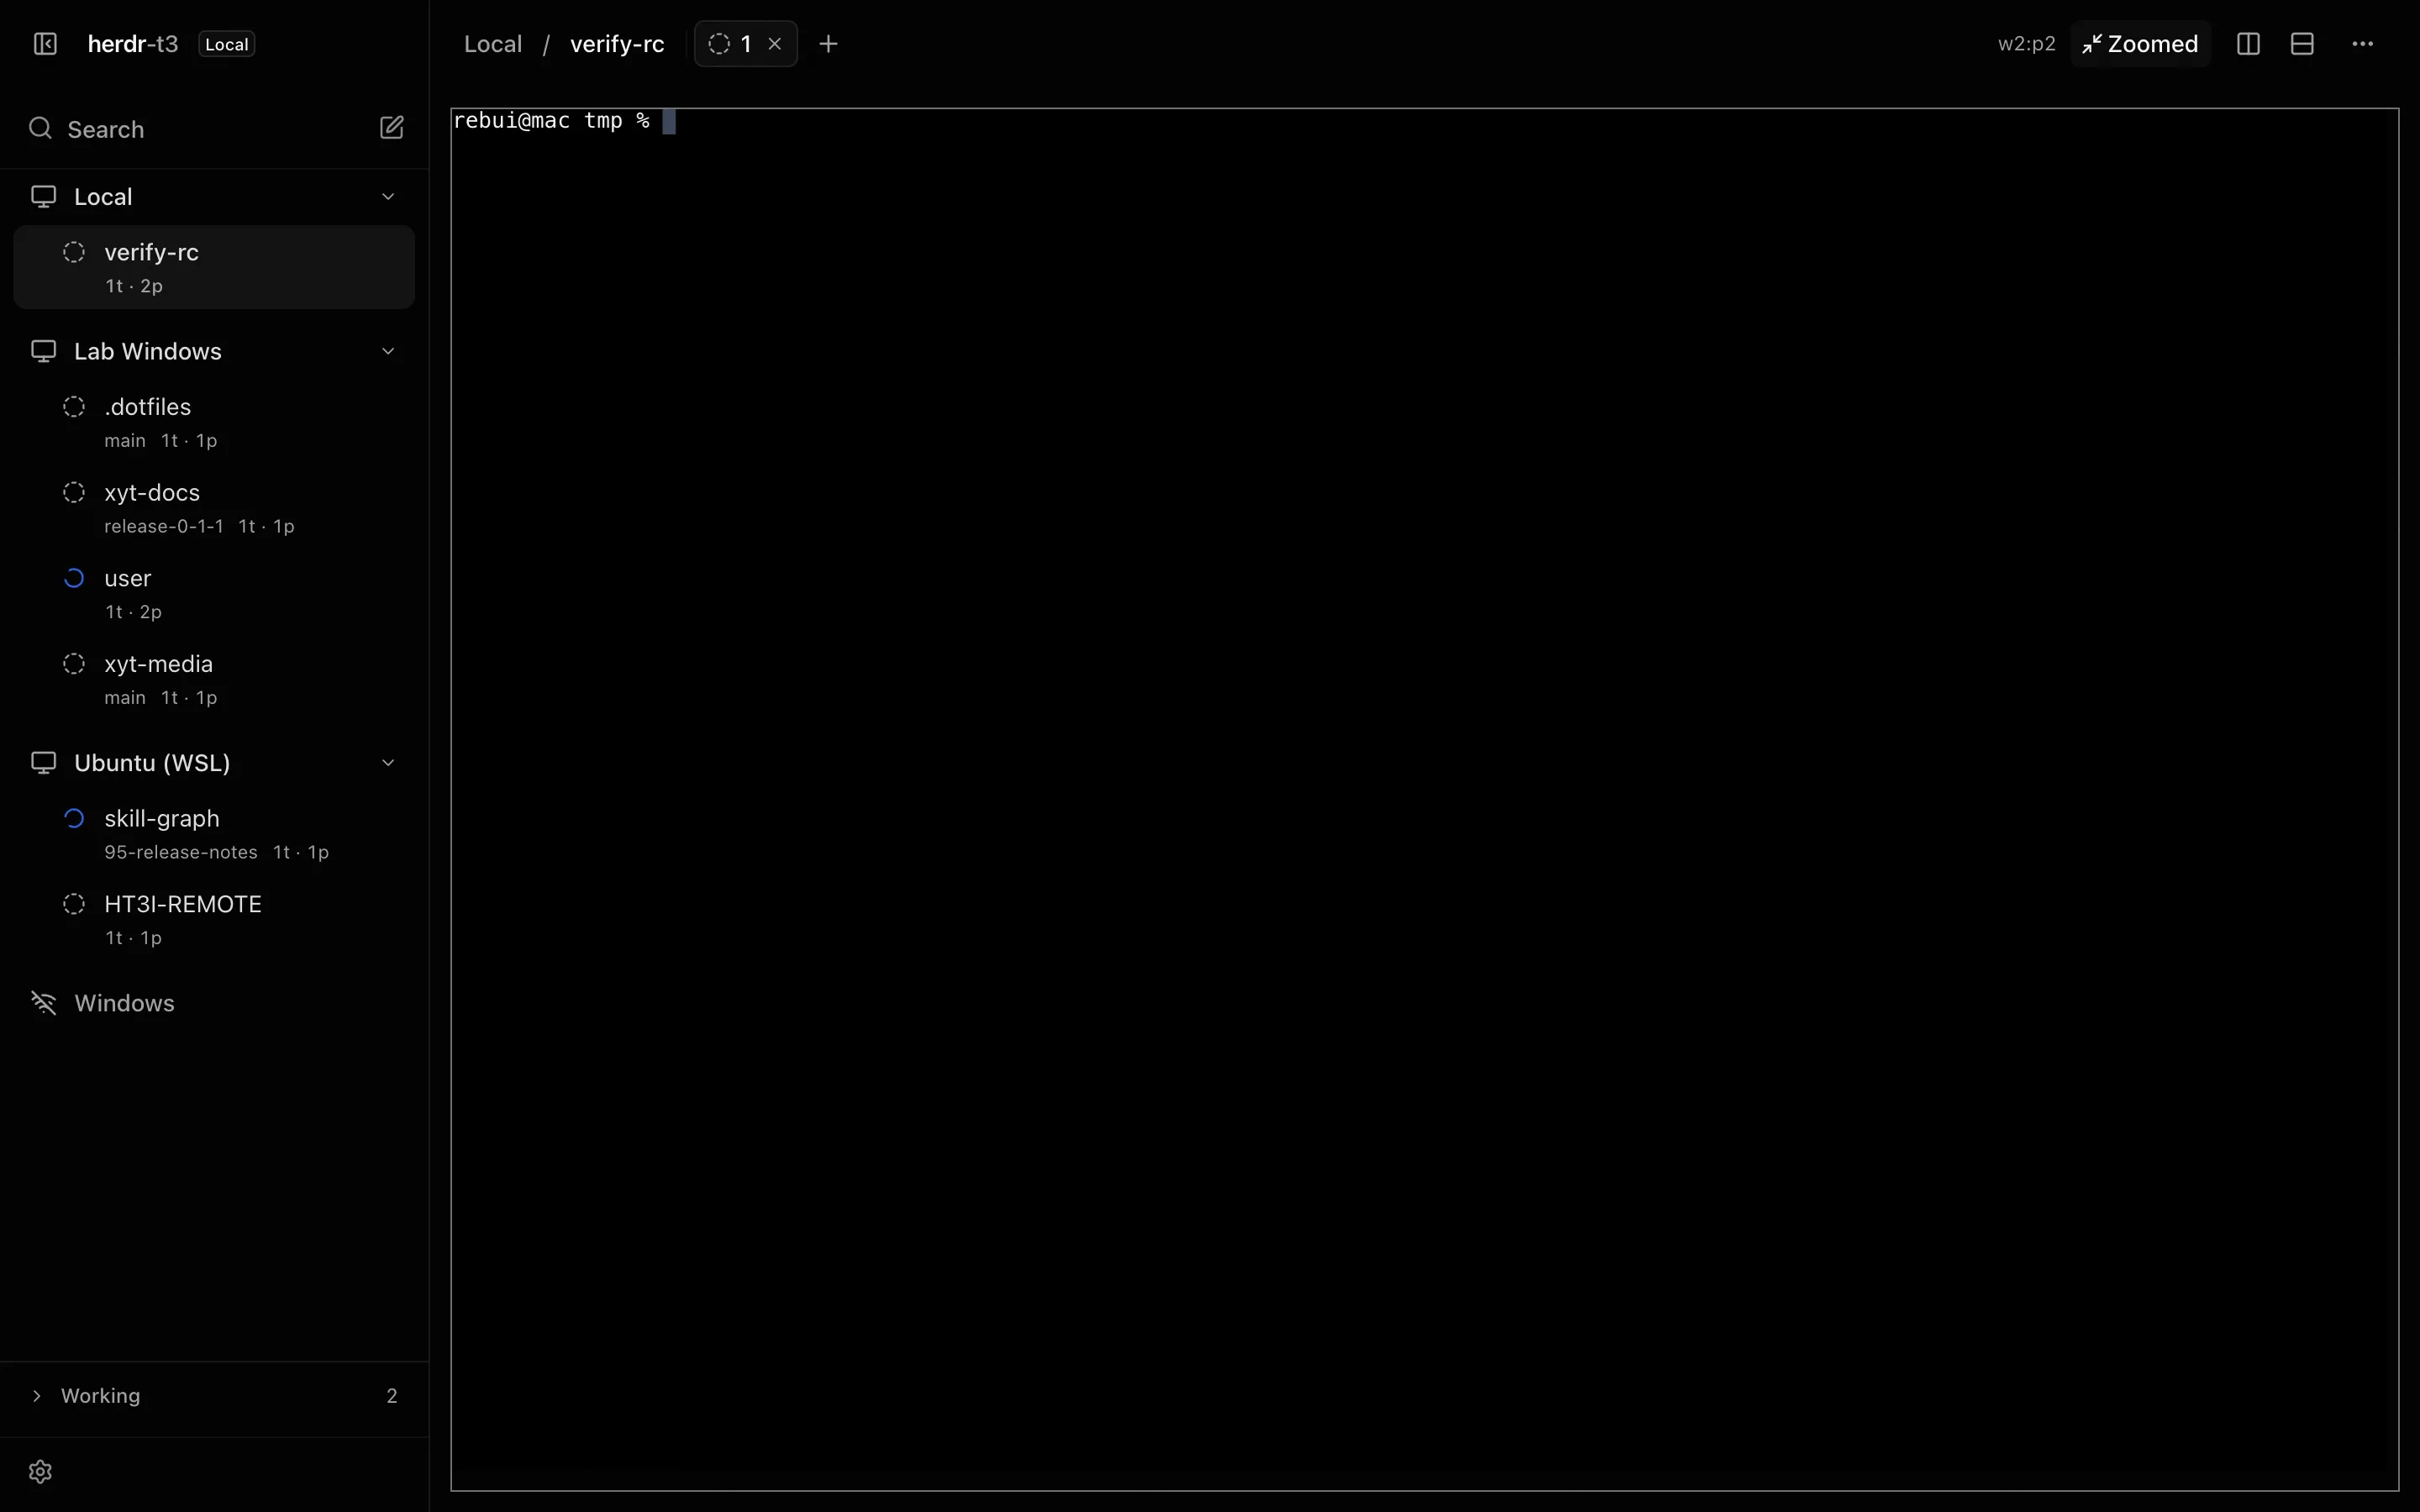 herdr-t3 Local
Search
Local
verify-rc
1t · 2p
Lab Windows
.dotfiles
main 1t · 1p
xyt-docs
release-0-1-1 1t · 1p
user
1t · 2p
xyt-media
main 1t · 1p
Ubuntu (WSL)
skill-graph
95-release-notes 1t · 1p
HT3I-REMOTE
1t · 1p
Windows
Working 2
Local / verify-rc 1
w2:p2 Zoomed
rebui@mac tmp %